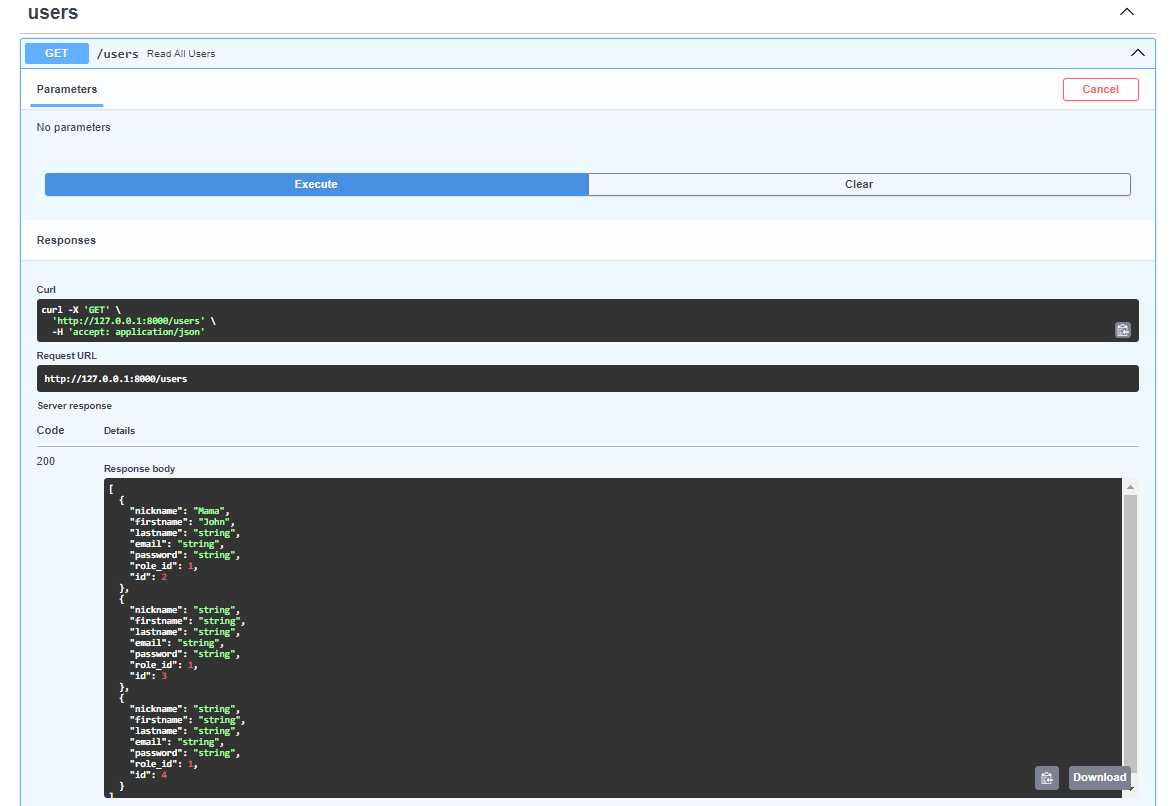 users
GET /users Read All Users
Parameters Cancel
No parameters
Execute Clear
Responses
Curl
curl -X 'GET' \
  'http://127.0.0.1:8000/users' \
  -H 'accept: application/json'
Request URL
http://127.0.0.1:8000/users
Server response
Code Details
200
Response body
[
  {
    "nickname": "Mama",
    "firstname": "John",
    "lastname": "string",
    "email": "string",
    "password": "string",
    "role_id": 1,
    "id": 2
  },
  {
    "nickname": "string",
    "firstname": "string",
    "lastname": "string",
    "email": "string",
    "password": "string",
    "role_id": 1,
    "id": 3
  },
  {
    "nickname": "string",
    "firstname": "string",
    "lastname": "string",
    "email": "string",
    "password": "string",
    "role_id": 1,
    "id": 4
  }
]
Download